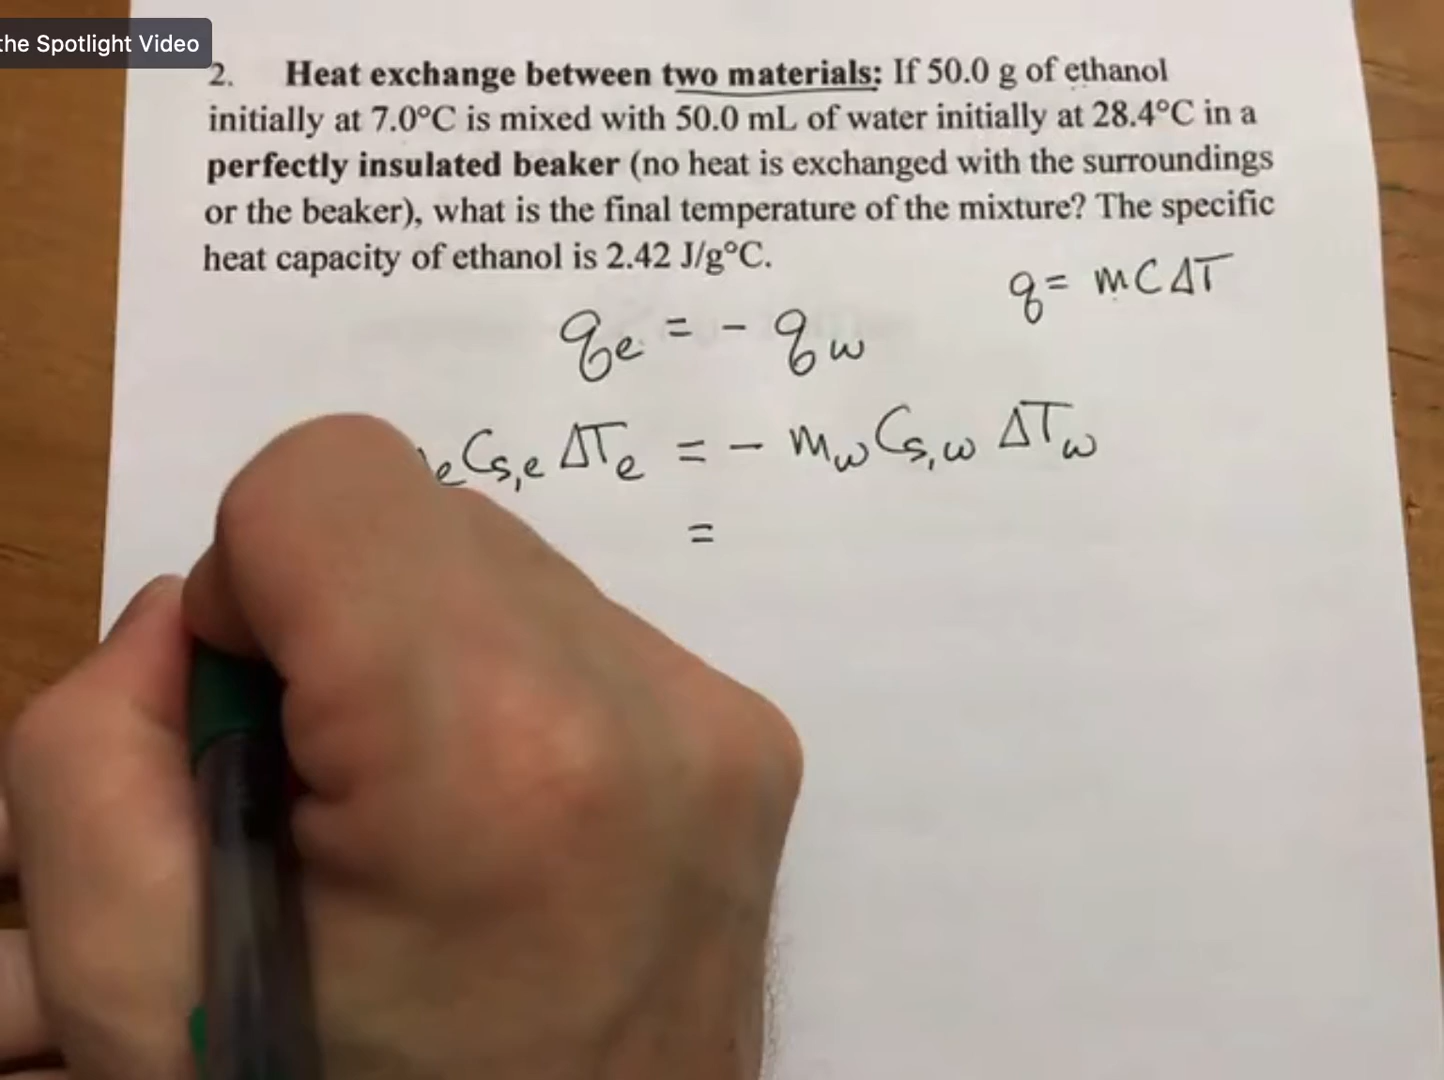 the Spotlight Video
2. Heat exchange between two materials: If 50.0 g of ethanol
initially at 7.0°C is mixed with 50.0 mL of water initially at 28.4°C in a
perfectly insulated beaker (no heat is exchanged with the surroundings
or the beaker), what is the final temperature of the mixture? The specific
heat capacity of ethanol is 2.42 J/g°C.
q = mCΔT
qe = - qw
eCs,e ΔTe = - mw Cs,w ΔTw
=